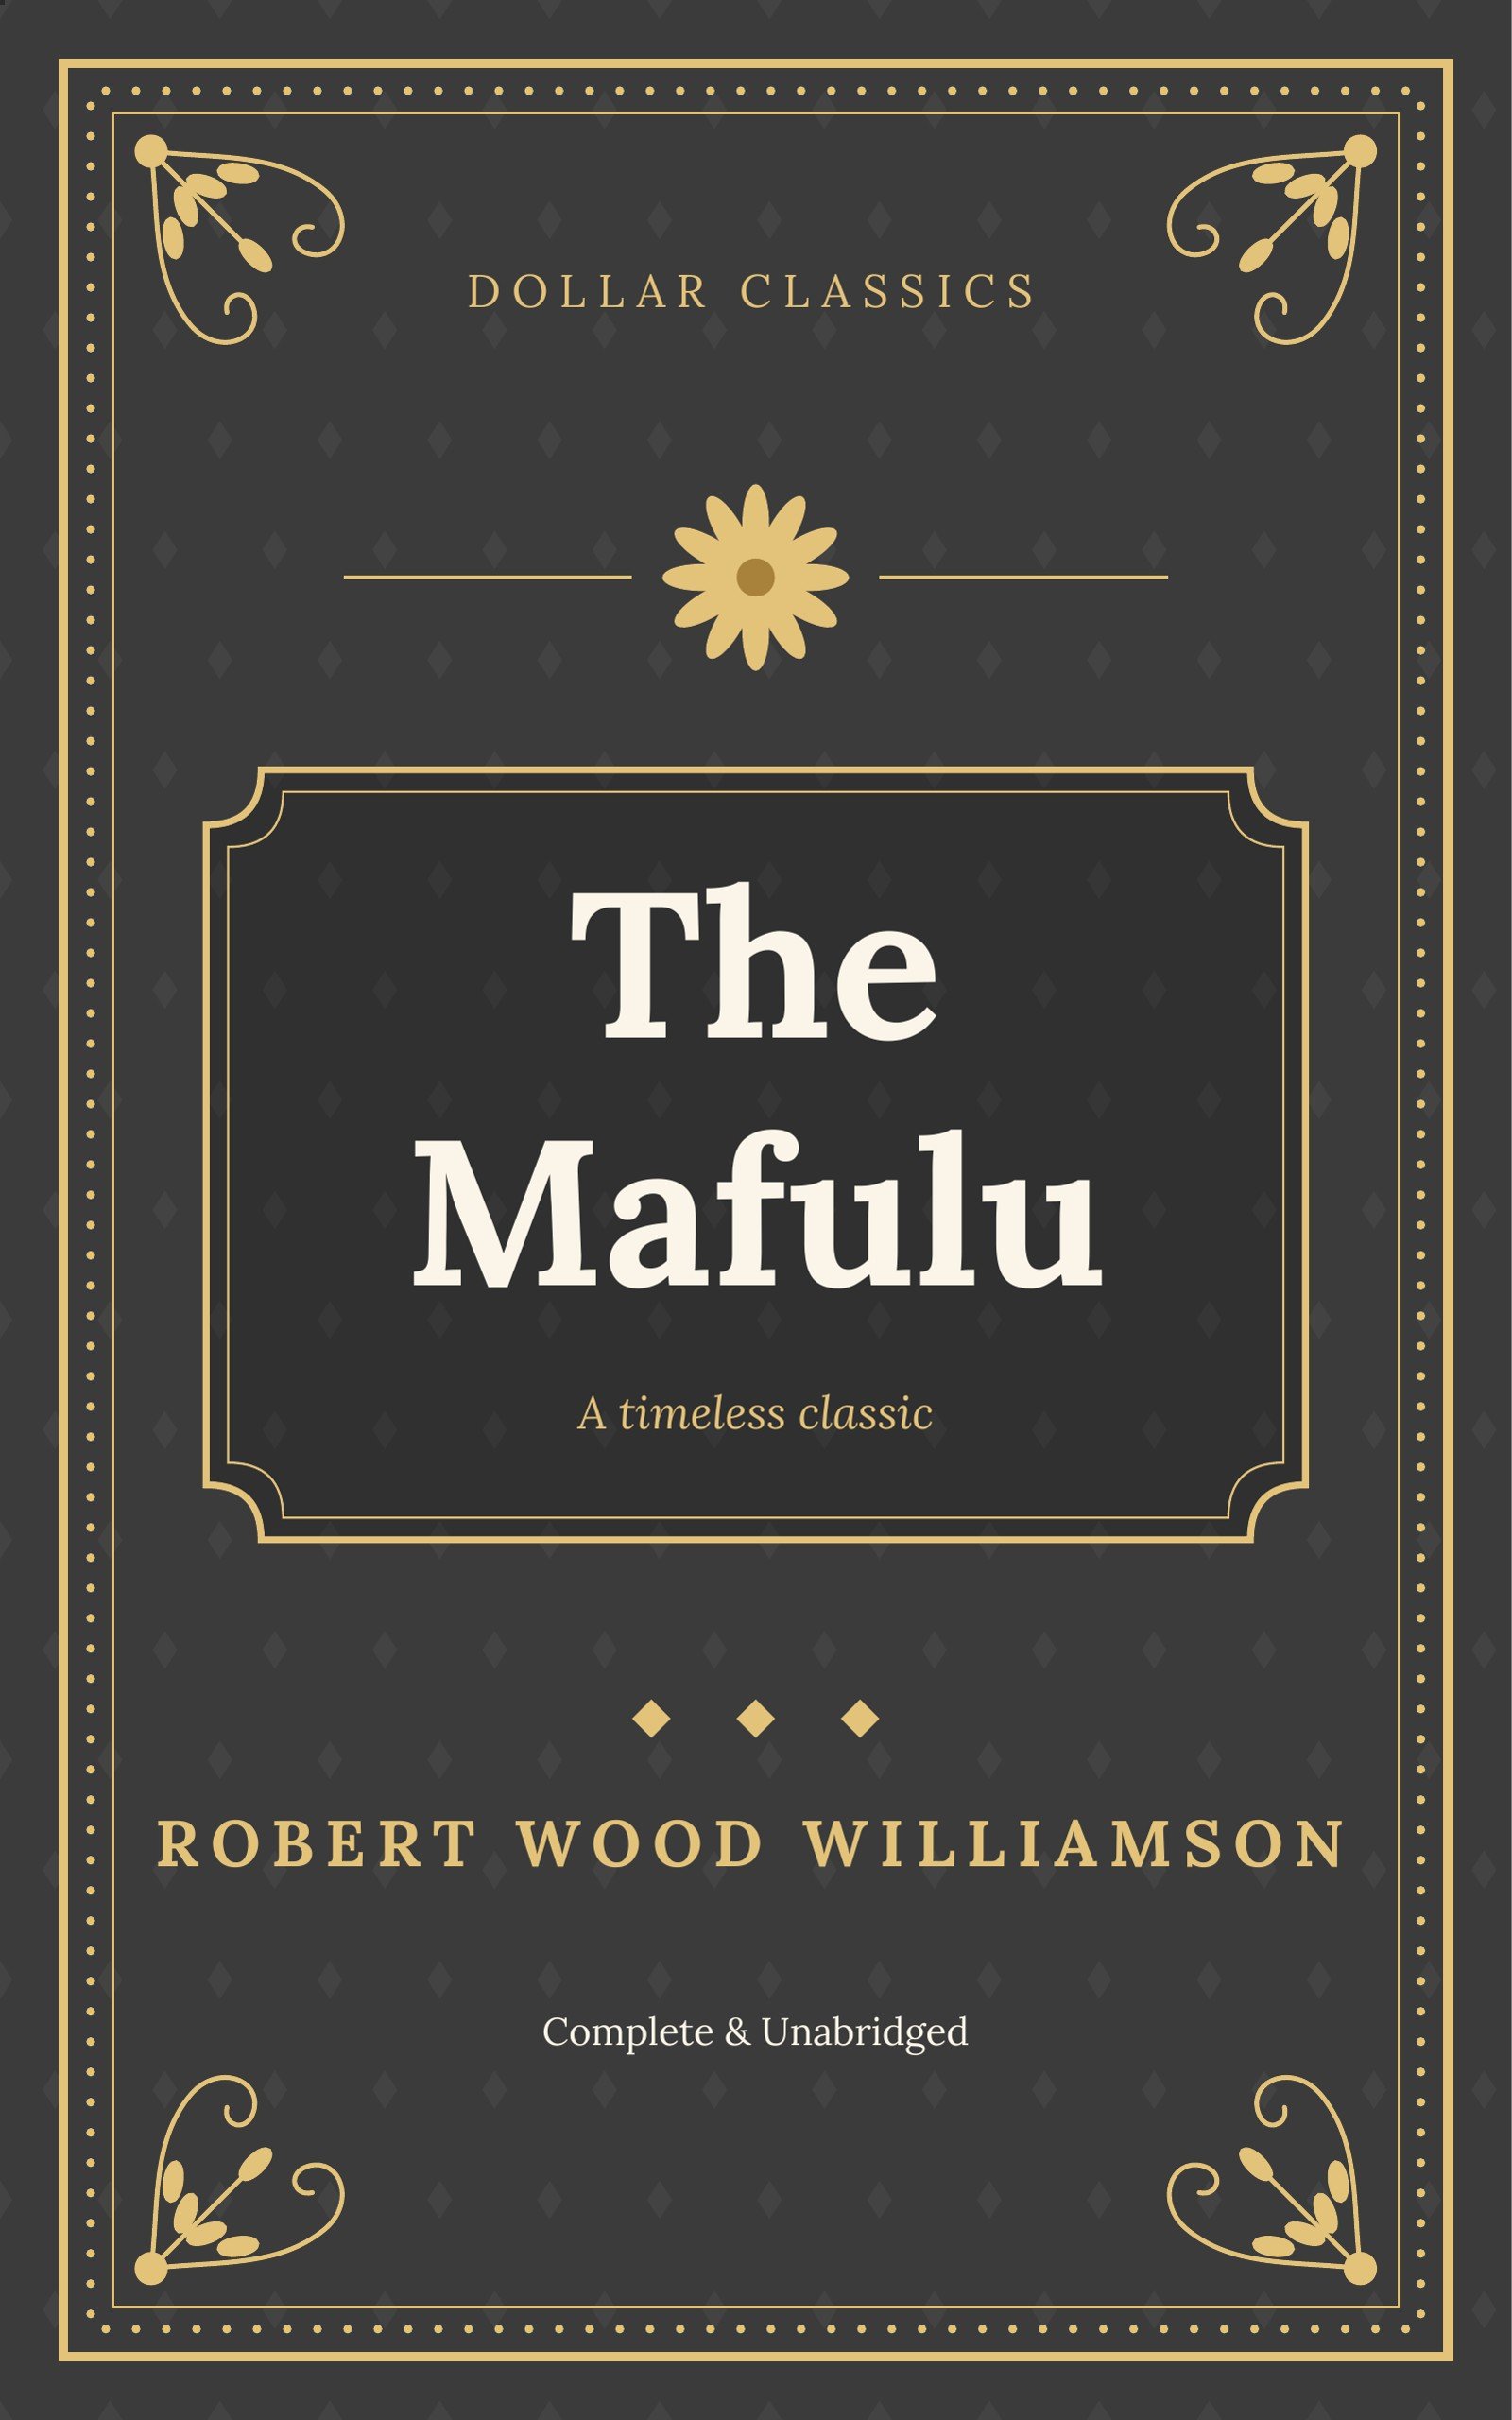 DOLLAR CLASSICS
The
Mafulu
A timeless classic
ROBERT WOOD WILLIAMSON
Complete & Unabridged